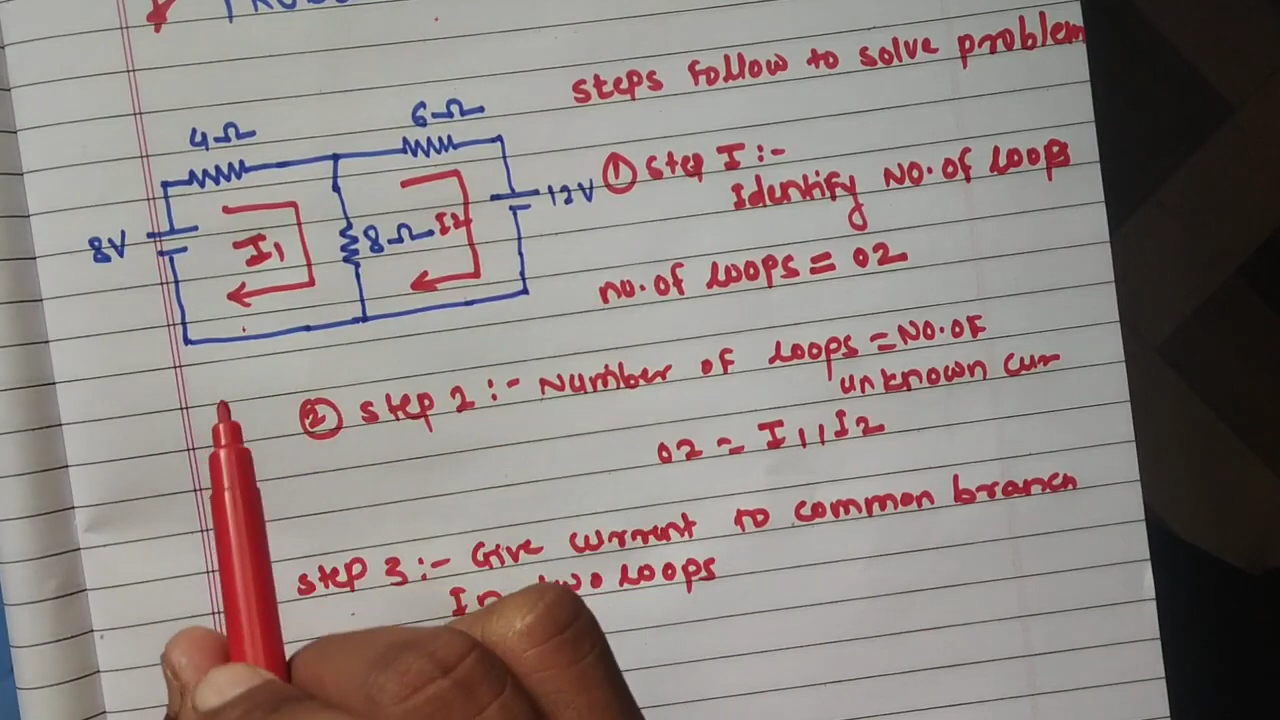 steps follow to solve problem
4Ω
6Ω
8V
I1
8Ω
I2
12V
① Step I :-
Identify NO. of loops
no. of loops = 02
② Step 2 :- Number of loops = No. of
unknown curr
02 = I1, I2
Step 3 :- Give current to common branch
In two loops